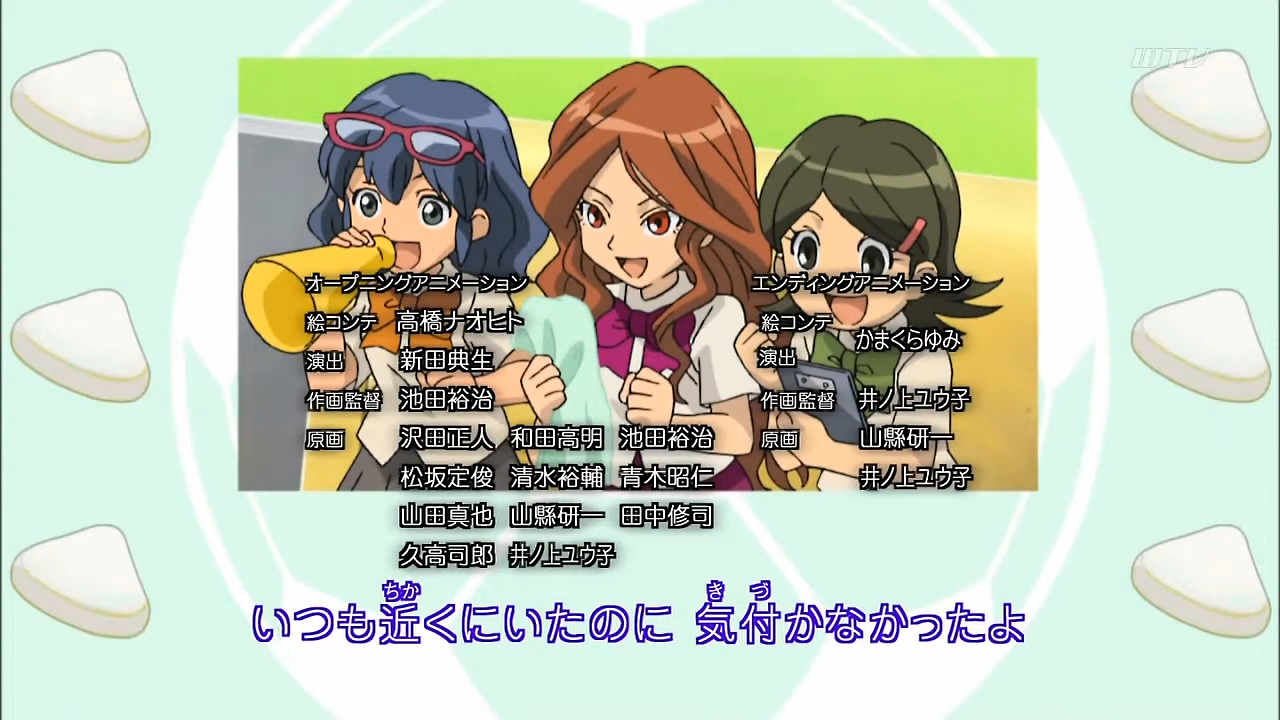 WTV
オープニングアニメーション
絵コンテ 高橋ナオヒト
演出 新田典生
作画監督 池田裕治
原画 沢田正人 和田高明 池田裕治
松坂定俊 清水裕輔 青木昭仁
山田真也 山縣研一 田中修司
久高司郎 井ノ上ユウ子
エンディングアニメーション
絵コンテ
演出
かまくらゆみ
作画監督 井ノ上ユウ子
原画 山縣研一
井ノ上ユウ子
ちか き づ
いつも近くにいたのに 気付かなかったよ